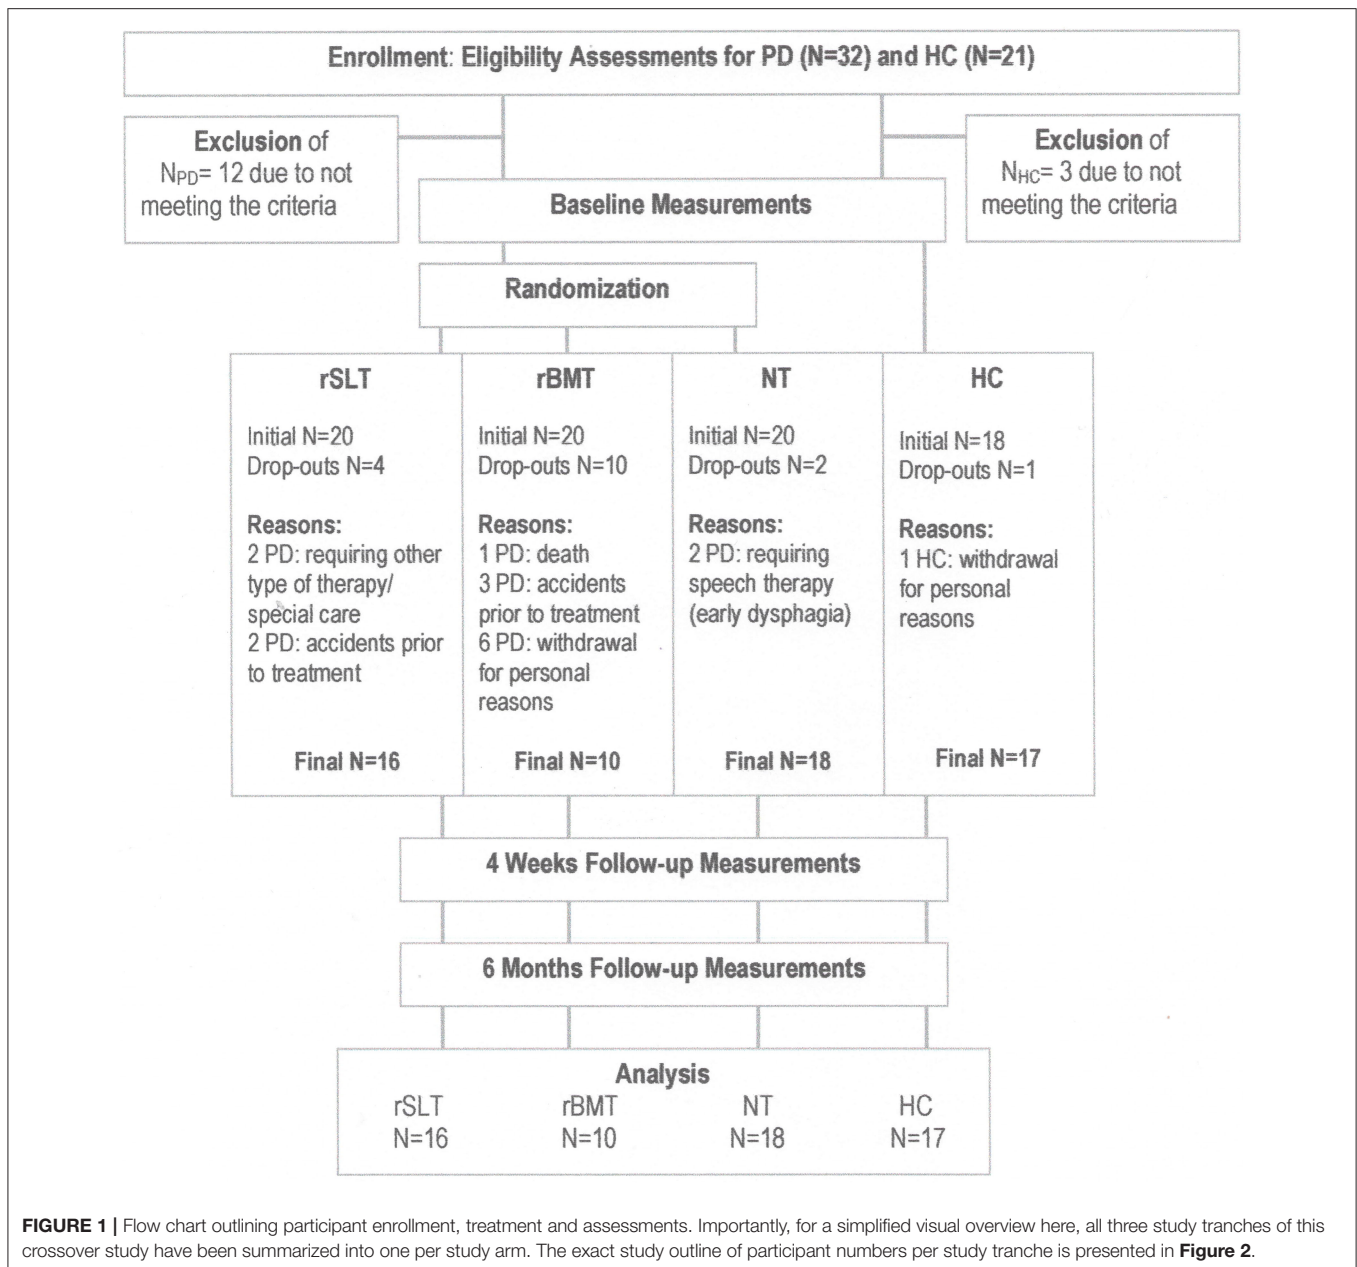 Enrollment: Eligibility Assessments for PD (N=32) and HC (N=21)
Exclusion of
NPD= 12 due to not
meeting the criteria
Exclusion of
NHC= 3 due to not
meeting the criteria
Baseline Measurements
Randomization
rSLT
Initial N=20
Drop-outs N=4
Reasons:
2 PD: requiring other
type of therapy/
special care
2 PD: accidents prior
to treatment
Final N=16
rBMT
Initial N=20
Drop-outs N=10
Reasons:
1 PD: death
3 PD: accidents
prior to treatment
6 PD: withdrawal
for personal
reasons
Final N=10
NT
Initial N=20
Drop-outs N=2
Reasons:
2 PD: requiring
speech therapy
(early dysphagia)
Final N=18
HC
Initial N=18
Drop-outs N=1
Reasons:
1 HC: withdrawal
for personal
reasons
Final N=17
4 Weeks Follow-up Measurements
6 Months Follow-up Measurements
Analysis
rSLT rBMT NT HC
N=16 N=10 N=18 N=17
FIGURE 1 | Flow chart outlining participant enrollment, treatment and assessments. Importantly, for a simplified visual overview here, all three study tranches of this
crossover study have been summarized into one per study arm. The exact study outline of participant numbers per study tranche is presented in Figure 2.